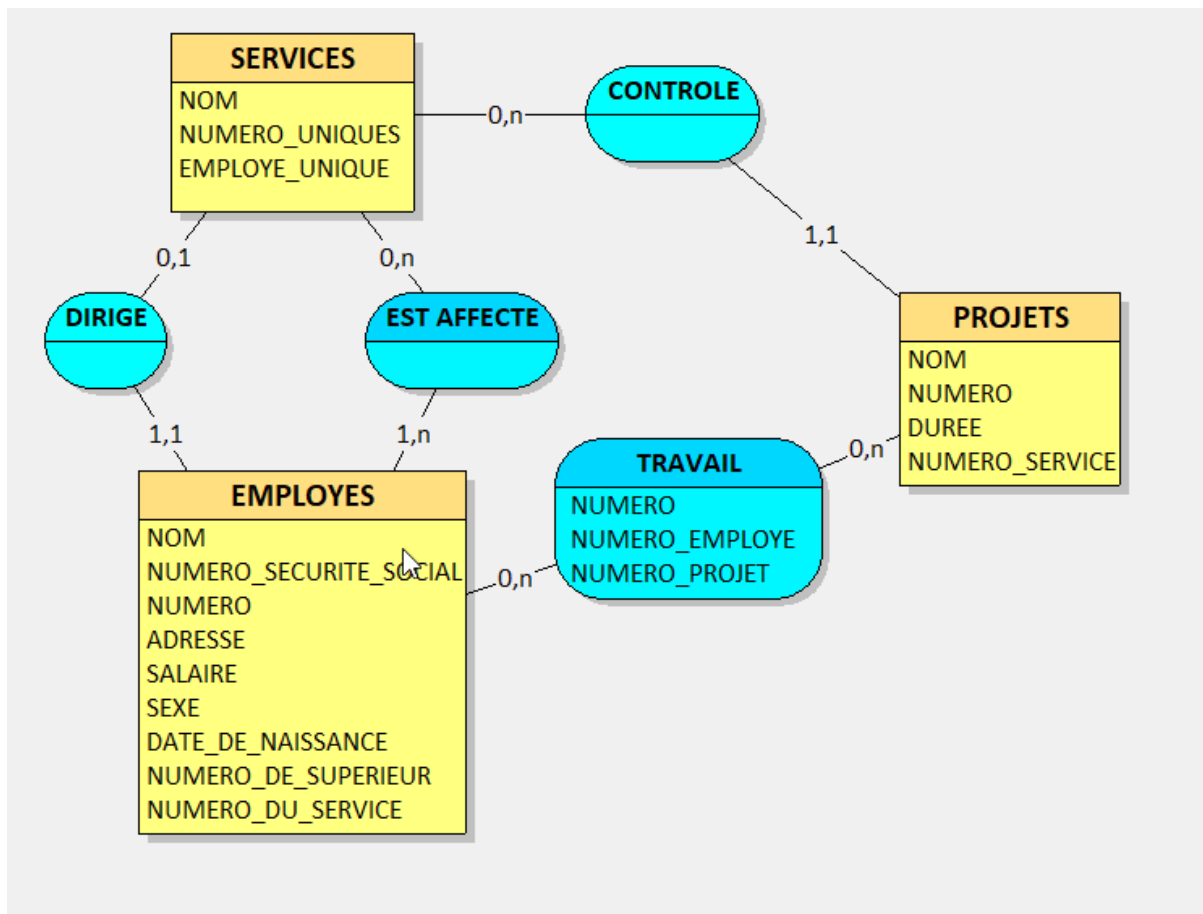 SERVICES
NOM
NUMERO_UNIQUES
EMPLOYE_UNIQUE
0,n
CONTROLE
1,1
0,1
0,n
DIRIGE
EST AFFECTE
PROJETS
NOM
NUMERO
DUREE
NUMERO_SERVICE
1,1
1,n
0,n
TRAVAIL
NUMERO
NUMERO_EMPLOYE
NUMERO_PROJET
0,n
EMPLOYES
NOM
NUMERO_SECURITE_SOCIAL
NUMERO
ADRESSE
SALAIRE
SEXE
DATE_DE_NAISSANCE
NUMERO_DE_SUPERIEUR
NUMERO_DU_SERVICE